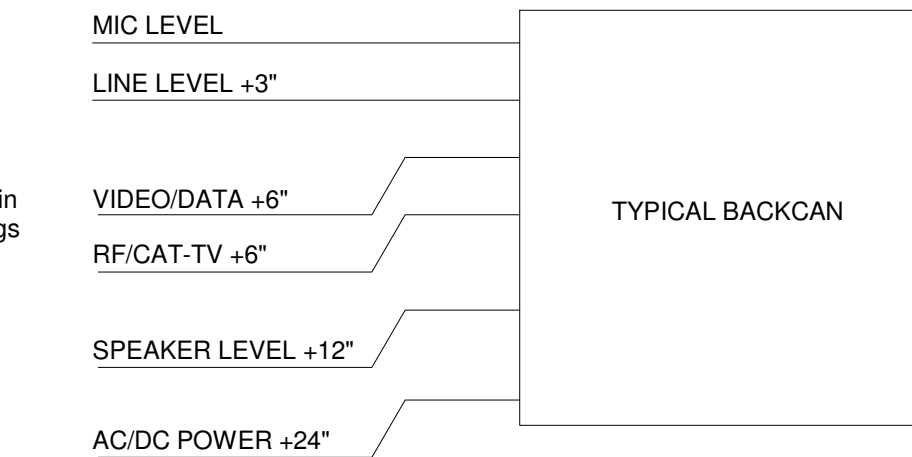 MIC LEVEL
LINE LEVEL +3"
in
VIDEO/DATA +6"
TYPICAL BACKCAN
RF/CAT-TV +6"
SPEAKER LEVEL +12"
AC/DC POWER +24"